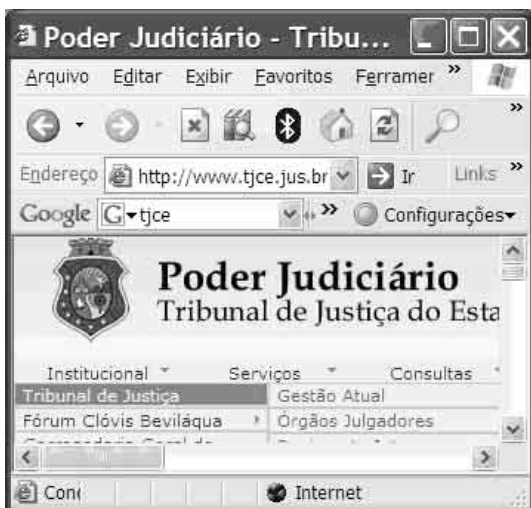 Poder Judiciário - Tribu...
Arquivo Editar Exibir Favoritos Ferramer »
»
Endereço http://www.tjce.jus.br Ir Links »
Google G tjce » Configurações
Poder Judiciário
Tribunal de Justiça do Esta
Institucional Serviços Consultas
Tribunal de Justiça Gestão Atual
Fórum Clóvis Beviláqua Órgãos Julgadores
Internet